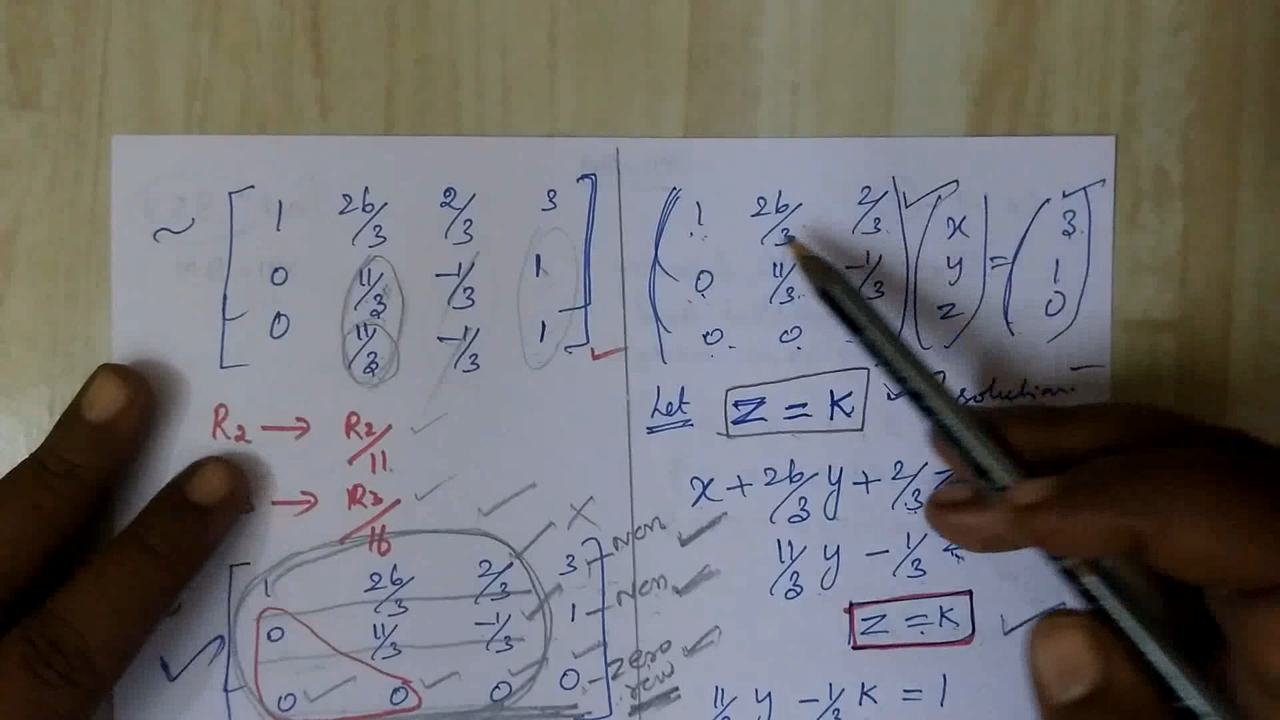 ~ [ 1 26/3 2/3 3 ]
0 11/3 -1/3 1
0 11/3 -1/3 1
R2 → R2/11
→ R3/16
1 26/3 2/3 3 Non
0 11/3 -1/3 1 Non
0 0 0 0 Zero row
( 1 26/3 2/3 ) ( x ) = ( 3 )
0 11/3 -1/3 y 1
0 0 z 0
Let Z = K solution
x + 26/3 y + 2/3 z
11/3 y - 1/3
z = K
11/3 y - 1/3 K = 1